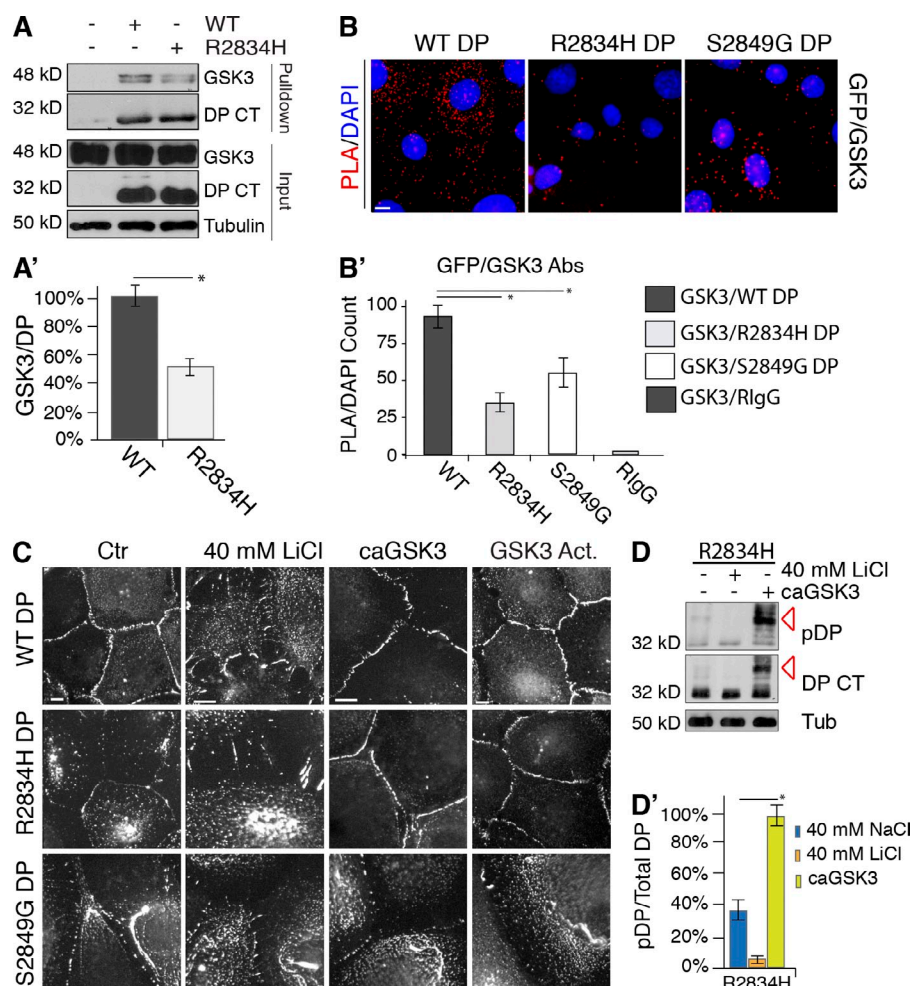 A
- + - WT
- - + R2834H
48 kD GSK3
32 kD DP CT
Pulldown
48 kD GSK3
32 kD DP CT
50 kD Tubulin
Input
B
WT DP R2834H DP S2849G DP
PLA/DAPI
GFP/GSK3
A'
GSK3/DP
100%
80%
60%
40%
20%
0%
WT R2834H
*
B'
GFP/GSK3 Abs
PLA/DAPI Count
100
75
50
25
0
* *
WT R2834H S2849G RIgG
GSK3/WT DP
GSK3/R2834H DP
GSK3/S2849G DP
GSK3/RIgG
C
Ctr 40 mM LiCl caGSK3 GSK3 Act.
WT DP
R2834H DP
S2849G DP
D
R2834H
- + - 40 mM LiCl
- - + caGSK3
32 kD pDP
32 kD DP CT
50 kD Tub
D'
pDP/Total DP
100%
80%
60%
40%
20%
0%
*
R2834H
40 mM NaCl
40 mM LiCl
caGSK3